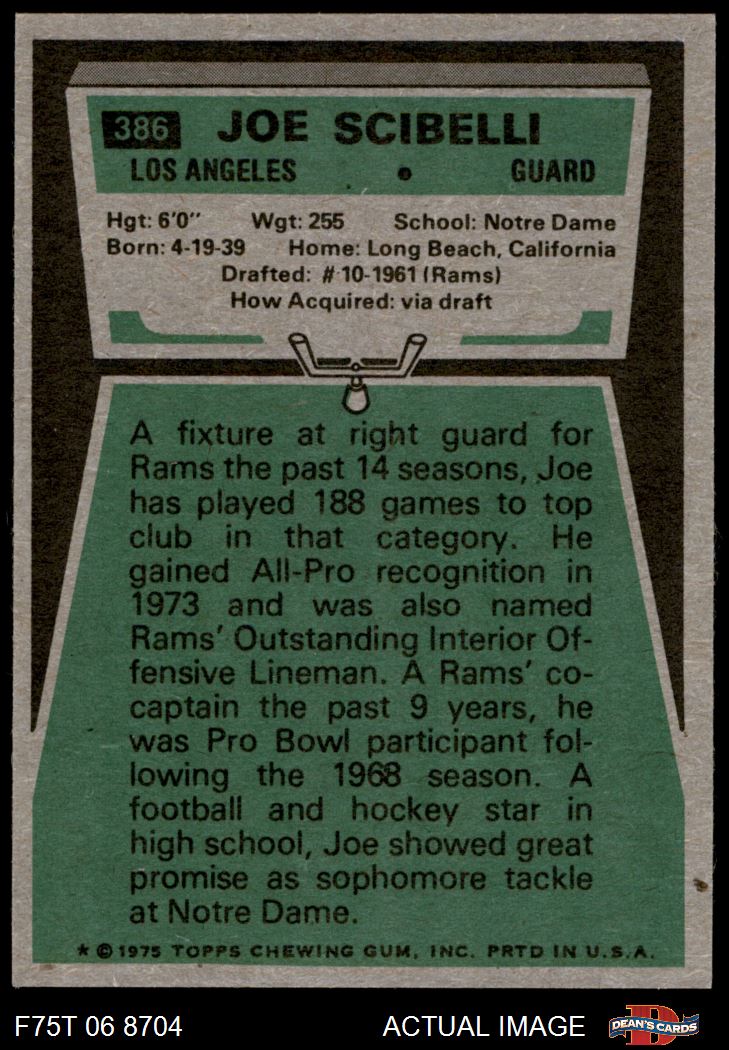 386 JOE SCIBELLI
LOS ANGELES • GUARD
Hgt: 6'0" Wgt: 255 School: Notre Dame
Born: 4-19-39 Home: Long Beach, California
Drafted: #10-1961 (Rams)
How Acquired: via draft
A fixture at right guard for
Rams the past 14 seasons, Joe
has played 188 games to top
club in that category. He
gained All-Pro recognition in
1973 and was also named
Rams' Outstanding Interior Of-
fensive Lineman. A Rams' co-
captain the past 9 years, he
was Pro Bowl participant fol-
lowing the 1968 season. A
football and hockey star in
high school, Joe showed great
promise as sophomore tackle
at Notre Dame.
* © 1975 TOPPS CHEWING GUM, INC. PRTD IN U.S.A.
F75T 06 8704 ACTUAL IMAGE D DEAN'S CARDS